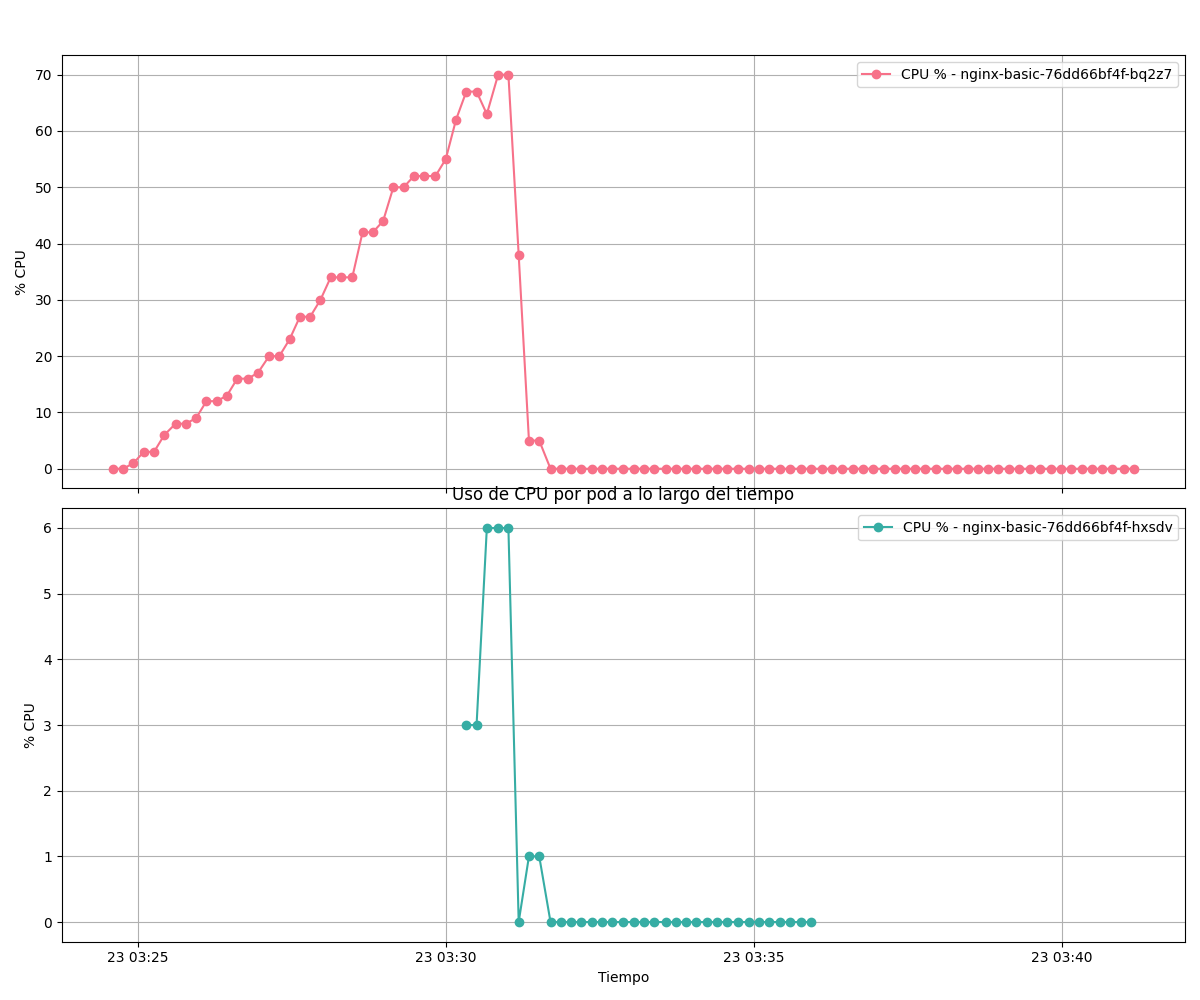 CPU % - nginx-basic-76dd66bf4f-bq2z7
70
60
50
40
30
20
10
0
% CPU
Uso de CPU por pod a lo largo del tiempo
CPU % - nginx-basic-76dd66bf4f-hxsdv
6
5
4
3
2
1
0
% CPU
23 03:25 23 03:30 23 03:35 23 03:40
Tiempo